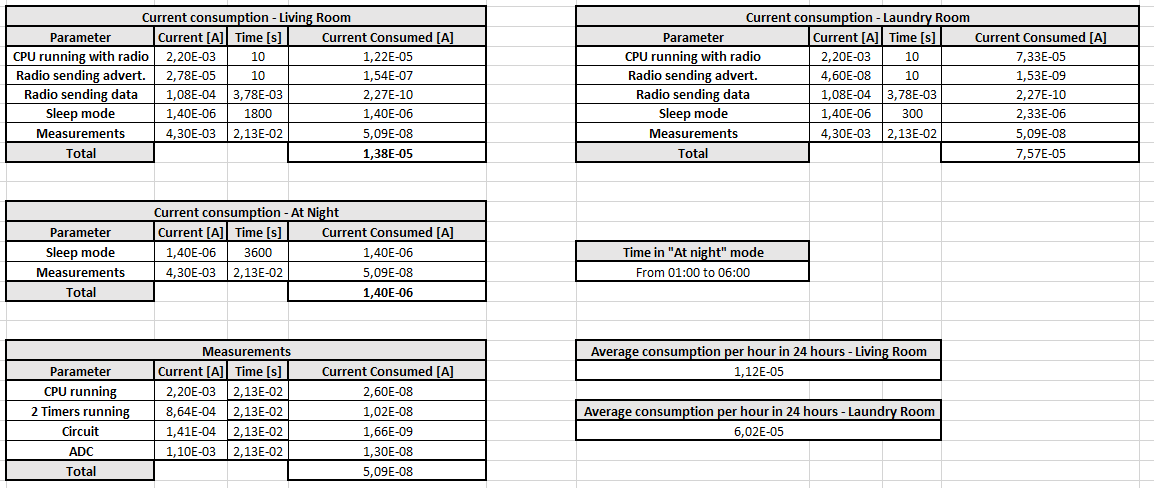 Current consumption - Living Room
Parameter Current [A] Time [s] Current Consumed [A]
CPU running with radio 2,20E-03 10 1,22E-05
Radio sending advert. 2,78E-05 10 1,54E-07
Radio sending data 1,08E-04 3,78E-03 2,27E-10
Sleep mode 1,40E-06 1800 1,40E-06
Measurements 4,30E-03 2,13E-02 5,09E-08
Total 1,38E-05
Current consumption - Laundry Room
Parameter Current [A] Time [s] Current Consumed [A]
CPU running with radio 2,20E-03 10 7,33E-05
Radio sending advert. 4,60E-08 10 1,53E-09
Radio sending data 1,08E-04 3,78E-03 2,27E-10
Sleep mode 1,40E-06 300 2,33E-06
Measurements 4,30E-03 2,13E-02 5,09E-08
Total 7,57E-05
Current consumption - At Night
Parameter Current [A] Time [s] Current Consumed [A]
Sleep mode 1,40E-06 3600 1,40E-06
Measurements 4,30E-03 2,13E-02 5,09E-08
Total 1,40E-06
Time in "At night" mode
From 01:00 to 06:00
Measurements
Parameter Current [A] Time [s] Current Consumed [A]
CPU running 2,20E-03 2,13E-02 2,60E-08
2 Timers running 8,64E-04 2,13E-02 1,02E-08
Circuit 1,41E-04 2,13E-02 1,66E-09
ADC 1,10E-03 2,13E-02 1,30E-08
Total 5,09E-08
Average consumption per hour in 24 hours - Living Room
1,12E-05
Average consumption per hour in 24 hours - Laundry Room
6,02E-05